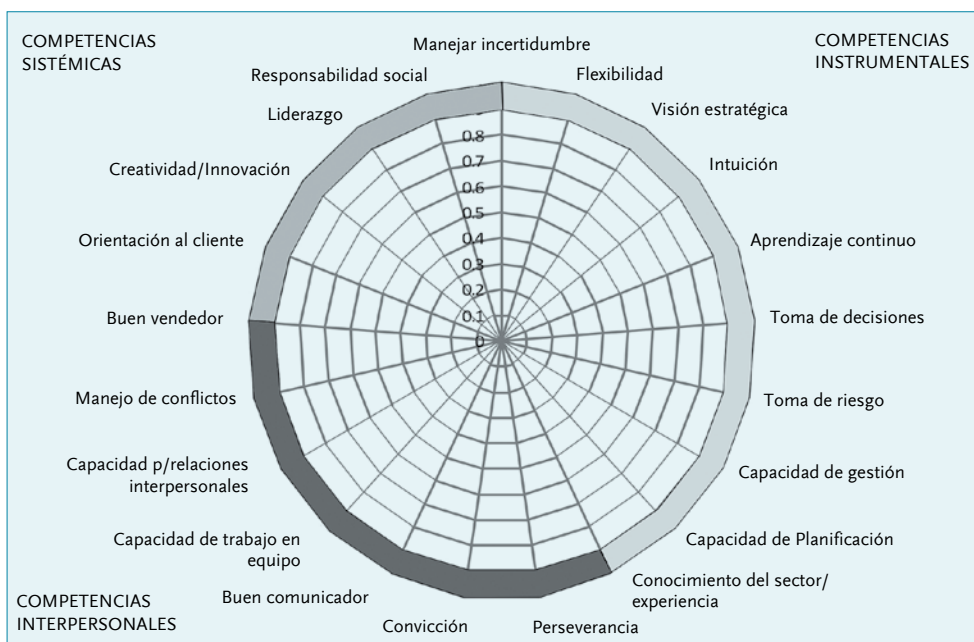 COMPETENCIAS
SISTÉMICAS
COMPETENCIAS
INSTRUMENTALES
Manejar incertidumbre
Flexibilidad
Visión estratégica
Intuición
Aprendizaje continuo
Toma de decisiones
Toma de riesgo
Capacidad de gestión
Capacidad de Planificación
Conocimiento del sector/
experiencia
Perseverancia
Convicción
Buen comunicador
Capacidad de trabajo en
equipo
Capacidad p/relaciones
interpersonales
Manejo de conflictos
Buen vendedor
Orientación al cliente
Creatividad/Innovación
Liderazgo
Responsabilidad social
0.8
0.7
0.6
0.5
0.4
0.3
0.2
0.1
0
COMPETENCIAS
INTERPERSONALES